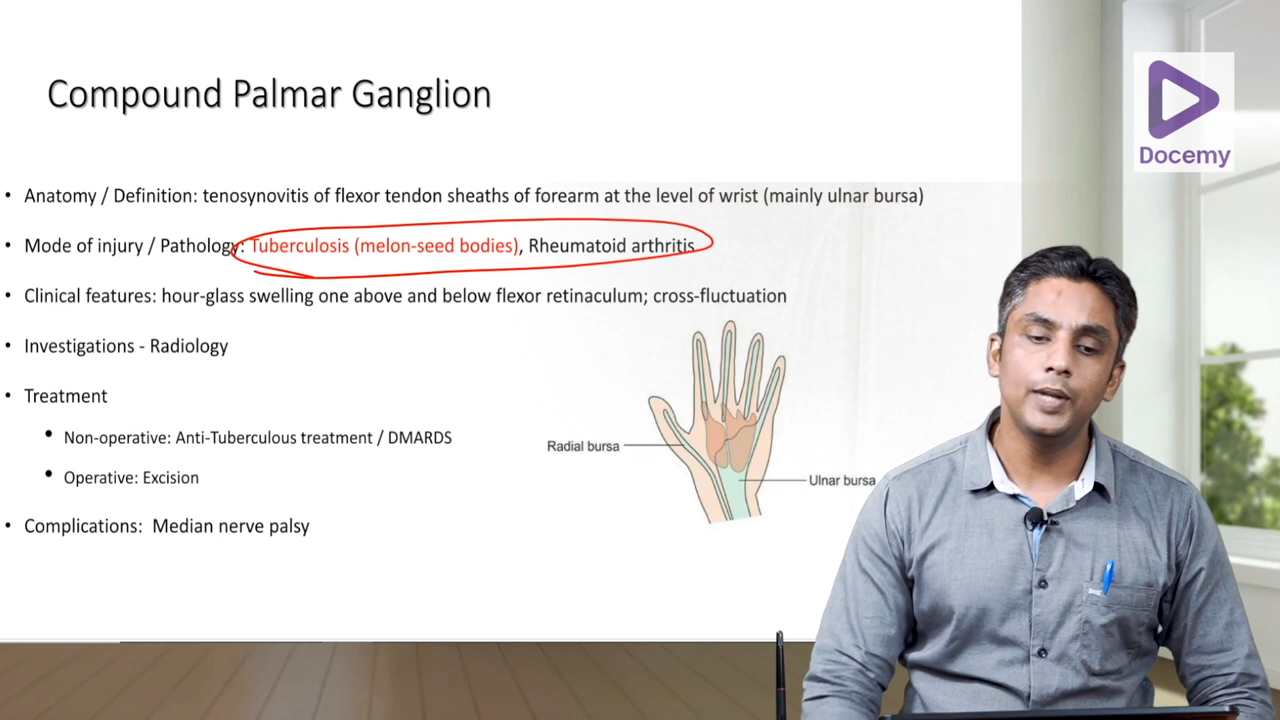 Compound Palmar Ganglion
Docemy
• Anatomy / Definition: tenosynovitis of flexor tendon sheaths of forearm at the level of wrist (mainly ulnar bursa)
• Mode of injury / Pathology: Tuberculosis (melon-seed bodies), Rheumatoid arthritis
• Clinical features: hour-glass swelling one above and below flexor retinaculum; cross-fluctuation
• Investigations - Radiology
• Treatment
• Non-operative: Anti-Tuberculous treatment / DMARDS
• Operative: Excision
• Complications: Median nerve palsy
Radial bursa
Ulnar bursa